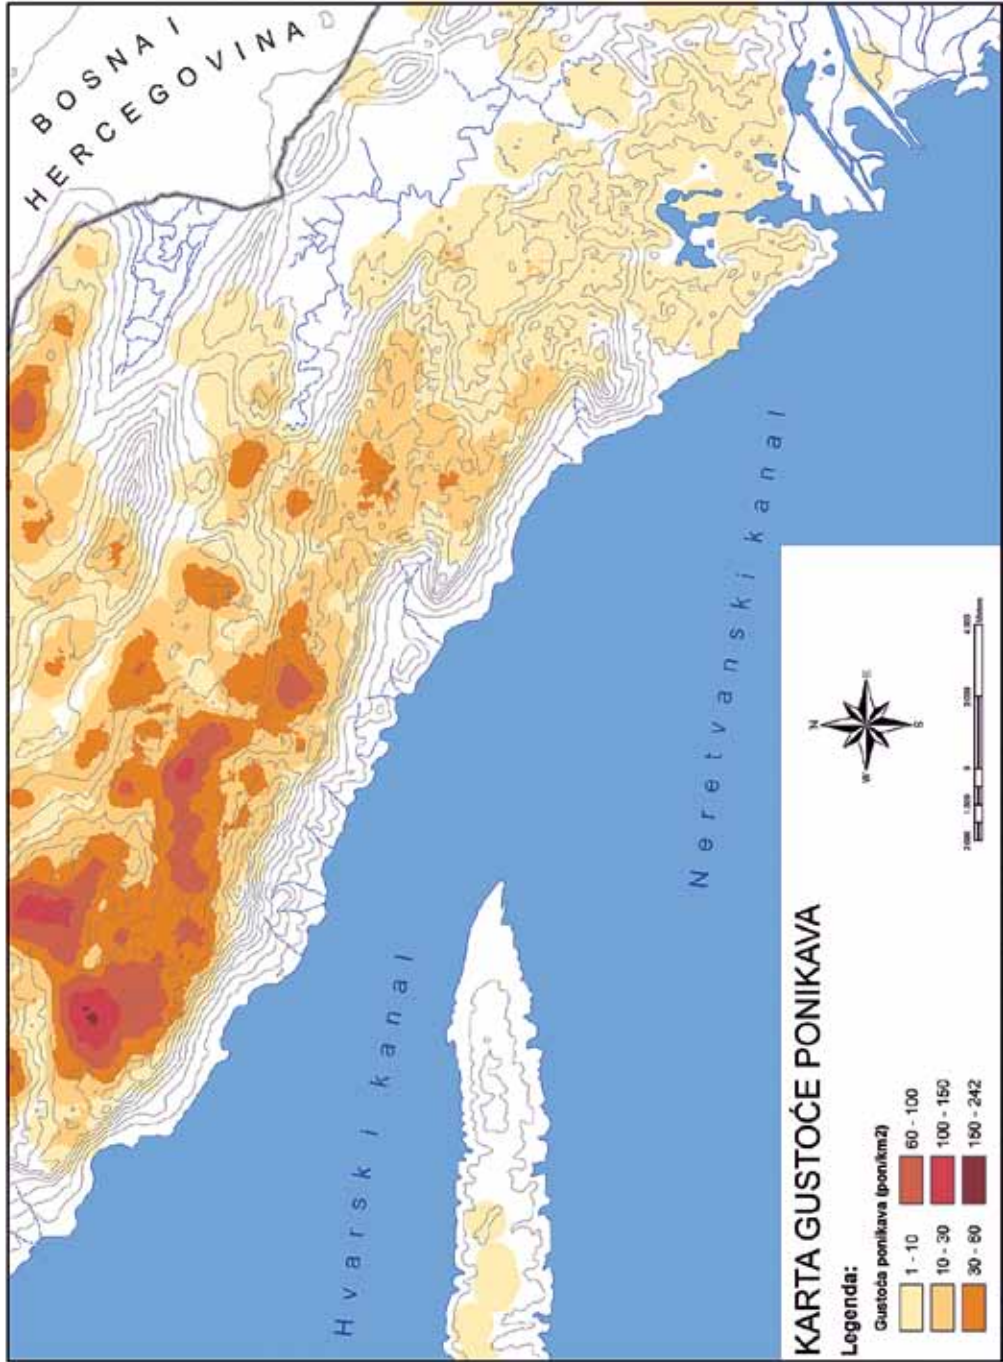 BOSNA I
HERCEGOVINA
Hvarski kanal
Neretvanski kanal
KARTA GUSTOĆE PONIKAVA
Legenda:
Gustoća ponikava (pon/km2)
1 - 10
10 - 30
30 - 60
60 - 100
100 - 150
150 - 242
N
W
E
S